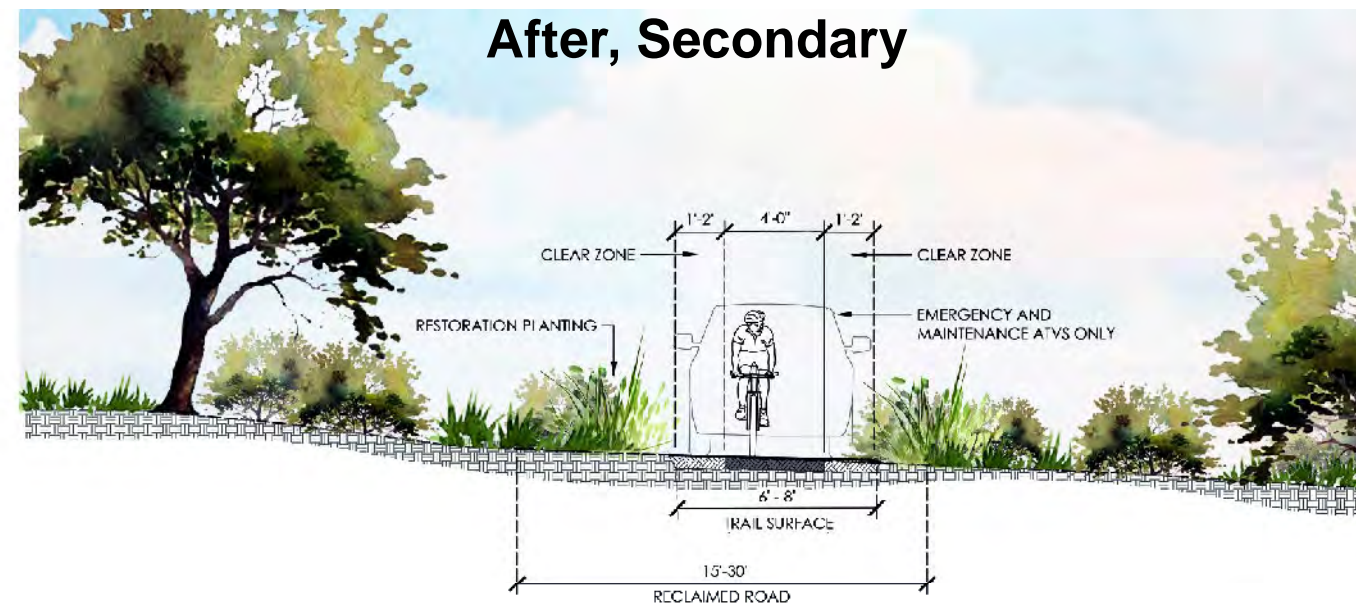 After, Secondary
1'-2' 4'-0" 1'-2'
CLEAR ZONE
CLEAR ZONE
RESTORATION PLANTING
EMERGENCY AND
MAINTENANCE ATVS ONLY
6' - 8'
TRAIL SURFACE
15'-30'
RECLAIMED ROAD